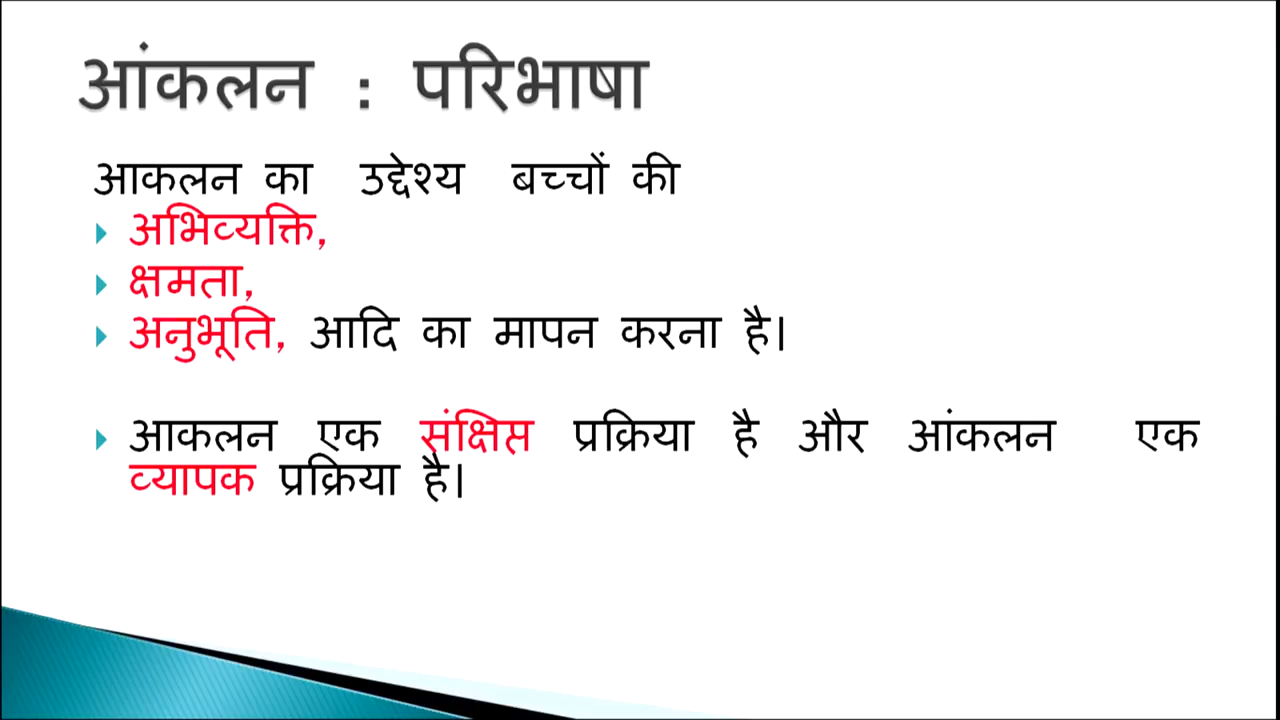 आंकलन : परिभाषा
आकलन का उद्देश्य बच्चों की
अभिव्यक्ति,
क्षमता,
अनुभूति, आदि का मापन करना है।
आकलन एक संक्षिप्त प्रक्रिया है और आंकलन एक
व्यापक प्रक्रिया है।